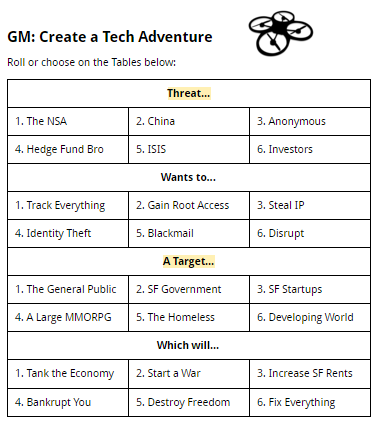 GM: Create a Tech Adventure
Roll or choose on the Tables below:
Threat...
1. The NSA 2. China 3. Anonymous
4. Hedge Fund Bro 5. ISIS 6. Investors
Wants to...
1. Track Everything 2. Gain Root Access 3. Steal IP
4. Identity Theft 5. Blackmail 6. Disrupt
A Target...
1. The General Public 2. SF Government 3. SF Startups
4. A Large MMORPG 5. The Homeless 6. Developing World
Which will...
1. Tank the Economy 2. Start a War 3. Increase SF Rents
4. Bankrupt You 5. Destroy Freedom 6. Fix Everything